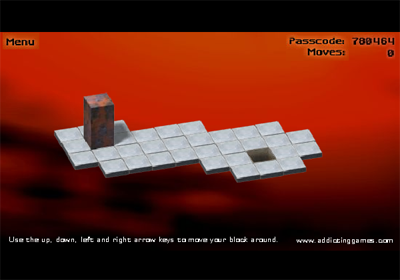 Menu
Passcode: 780464
Moves: 0
Use the up, down, left and right arrow keys to move your block around.
www.addictinggames.com